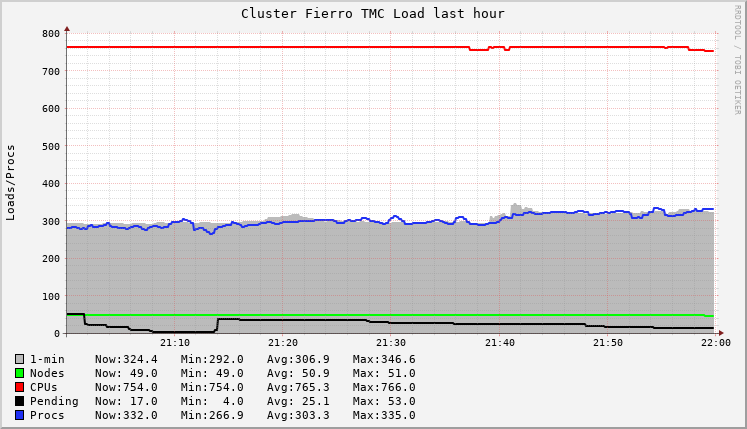 Cluster Fierro TMC Load last hour
RRDTOOL / TOBI OETIKER
Loads/Procs
800
700
600
500
400
300
200
100
0
21:10 21:20 21:30 21:40 21:50 22:00
1-min Now:324.4 Min:292.0 Avg:306.9 Max:346.6
Nodes Now: 49.0 Min: 49.0 Avg: 50.9 Max: 51.0
CPUs Now:754.0 Min:754.0 Avg:765.3 Max:766.0
Pending Now: 17.0 Min: 4.0 Avg: 25.1 Max: 53.0
Procs Now:332.0 Min:266.9 Avg:303.3 Max:335.0